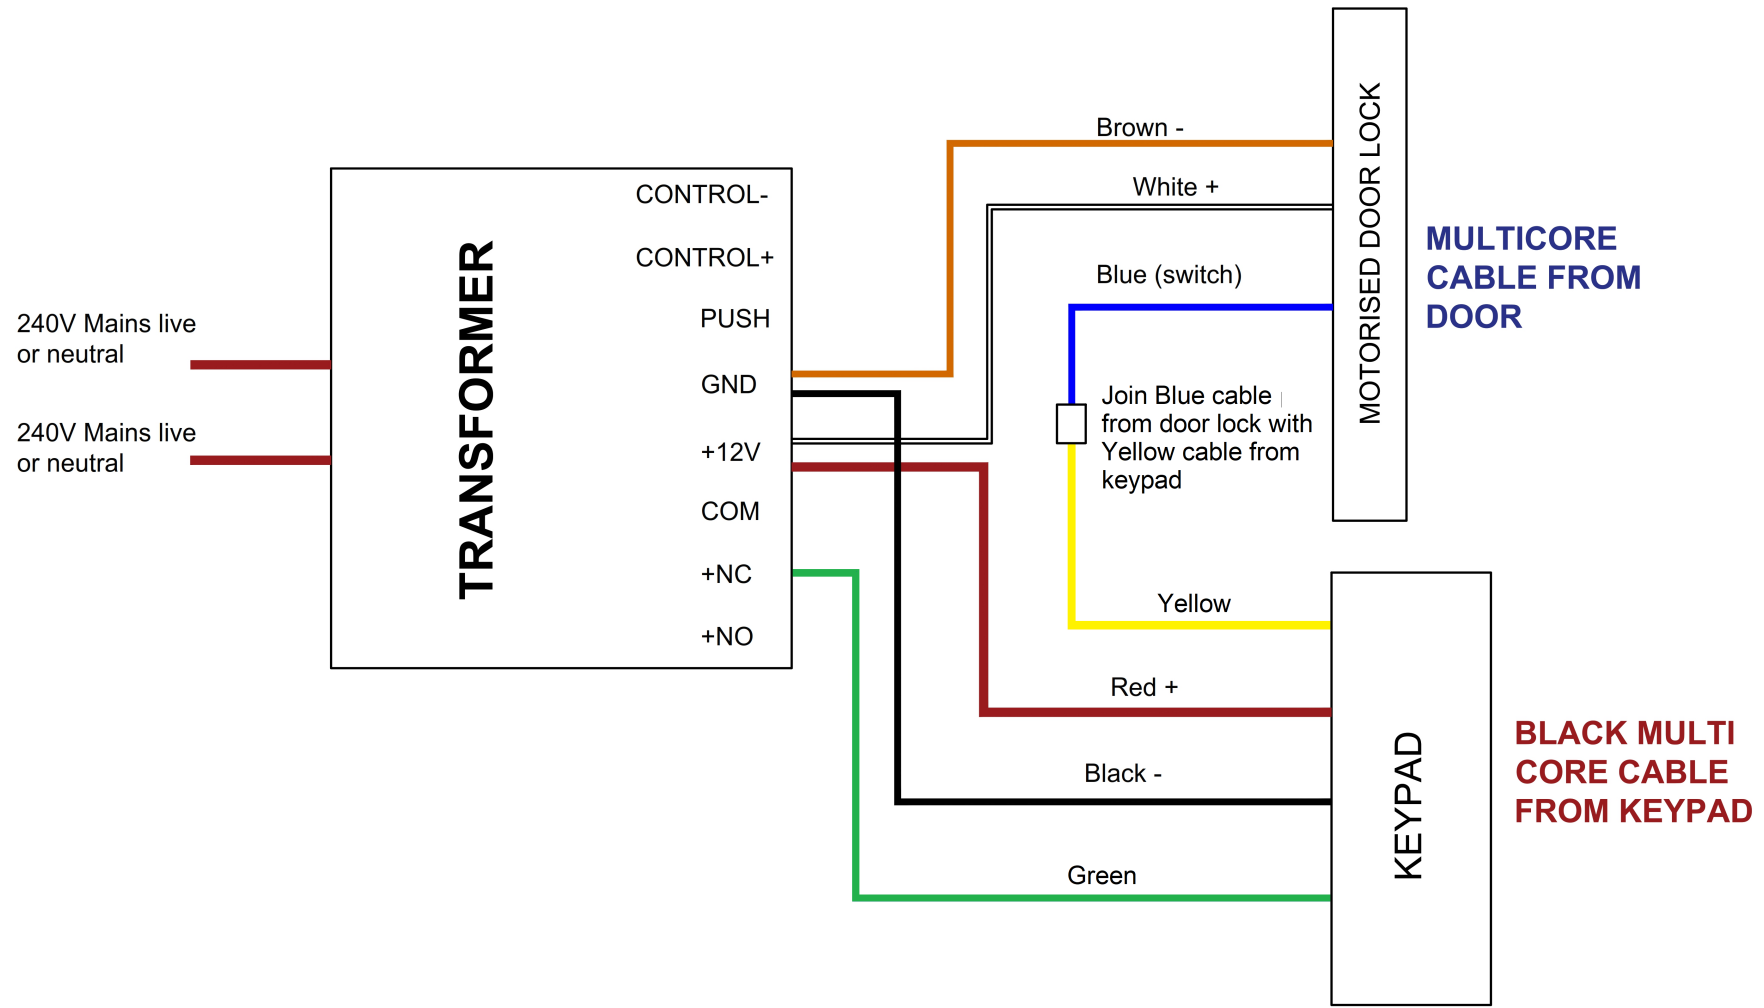 240V Mains live
or neutral
240V Mains live
or neutral
TRANSFORMER
CONTROL-
CONTROL+
PUSH
GND
+12V
COM
+NC
+NO
Brown -
White +
Blue (switch)
Join Blue cable
from door lock with
Yellow cable from
keypad
Yellow
Red +
Black -
Green
MOTORISED DOOR LOCK
MULTICORE
CABLE FROM
DOOR
KEYPAD
BLACK MULTI
CORE CABLE
FROM KEYPAD